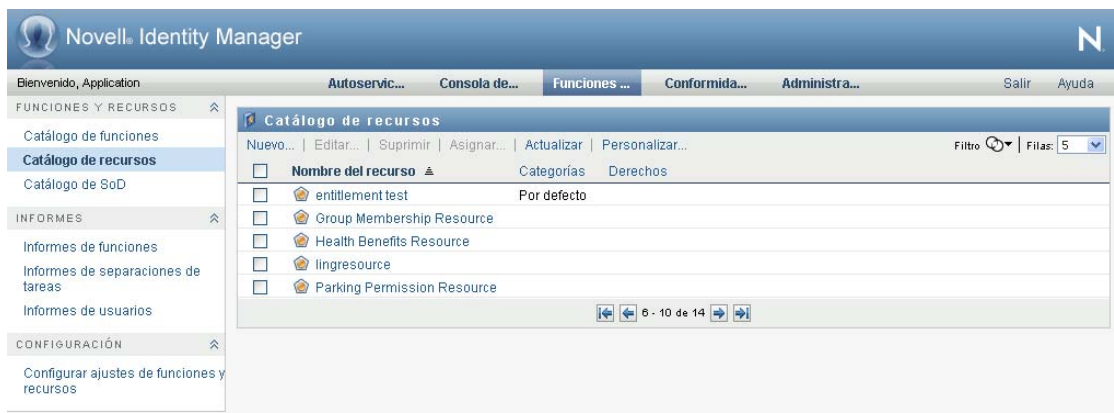 Novell® Identity Manager
N
Bienvenido, Application
Autoservic... Consola de... Funciones ... Conformida... Administra... Salir Ayuda
FUNCIONES Y RECURSOS
Catálogo de funciones
Catálogo de recursos
Catálogo de SoD
INFORMES
Informes de funciones
Informes de separaciones de
tareas
Informes de usuarios
CONFIGURACIÓN
Configurar ajustes de funciones y
recursos
Catálogo de recursos
Nuevo... | Editar... | Suprimir | Asignar... | Actualizar | Personalizar... Filtro | Filas: 5
Nombre del recurso Categorías Derechos
entitlement test Por defecto
Group Membership Resource
Health Benefits Resource
lingresource
Parking Permission Resource
6 - 10 de 14